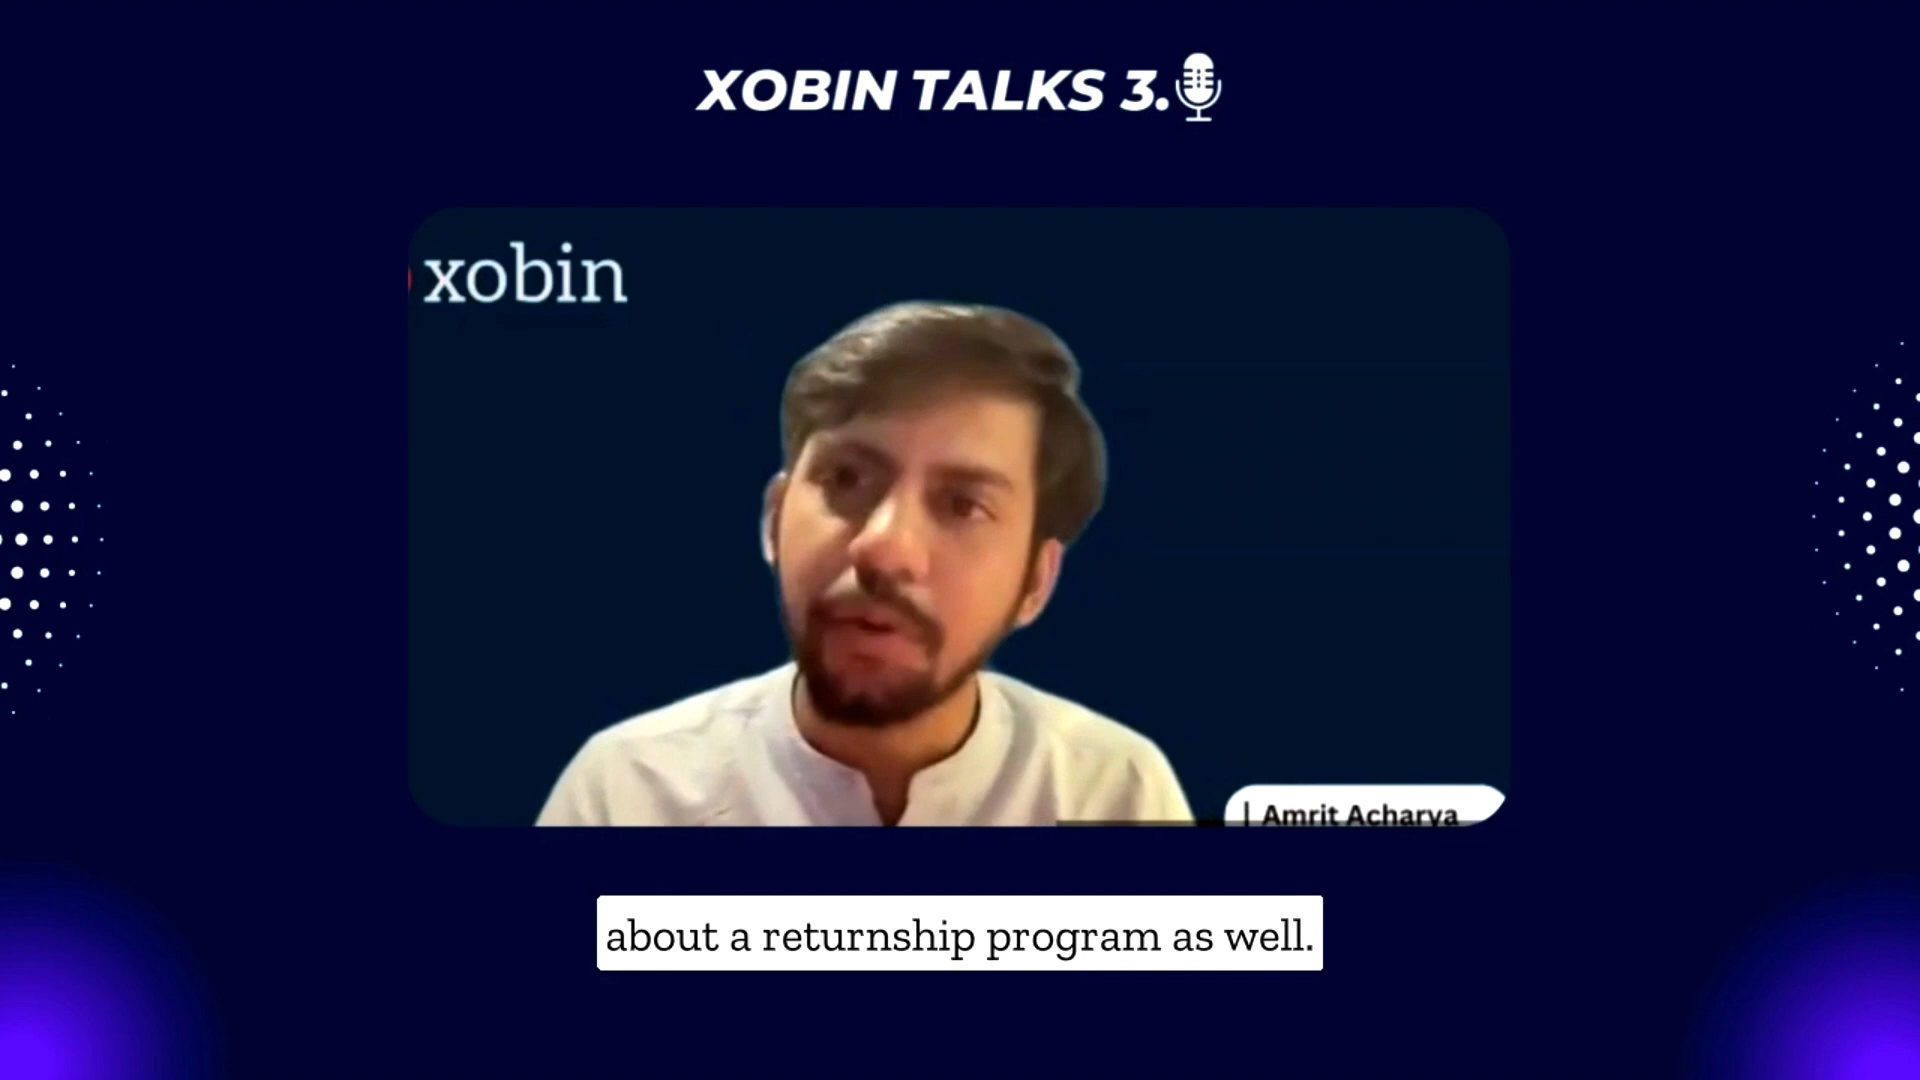 XOBIN TALKS 3.
xobin
| Amrit Acharya
about a returnship program as well.